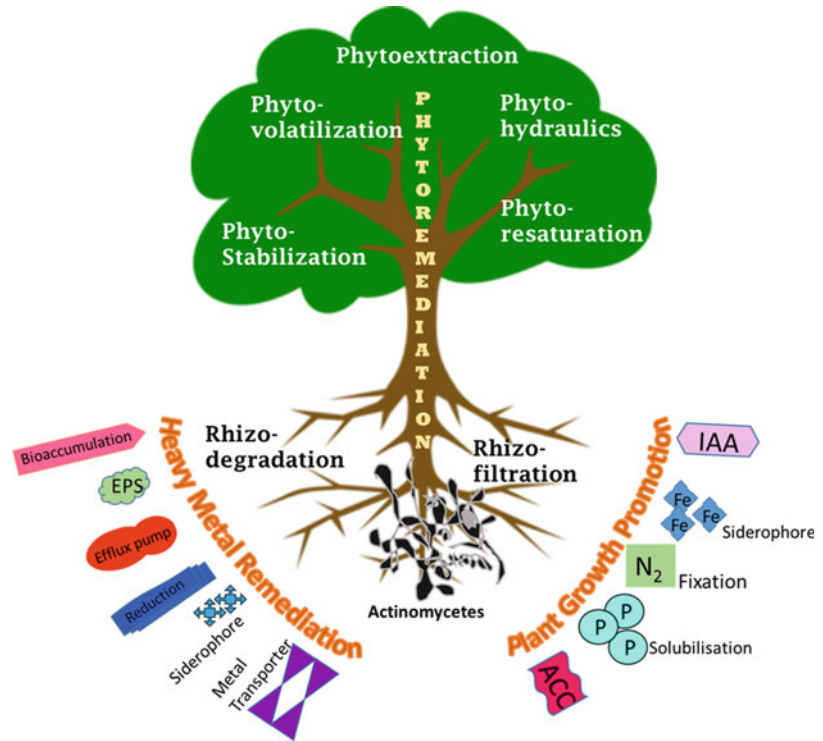 Phytoextraction
Phyto-
volatilization
Phyto-
hydraulics
Phyto-
Stabilization
Phyto-
resaturation
PHYTOREMEDIATION
Rhizo-
degradation
Rhizo-
filtration
Actinomycetes
Heavy Metal Remediation
Bioaccumulation
EPS
Efflux pump
Reduction
Siderophore
Metal
Transporter
Plant Growth Promotion
IAA
Fe
Fe
Fe
Siderophore
N₂
Fixation
P
P
P
Solubilisation
ACC